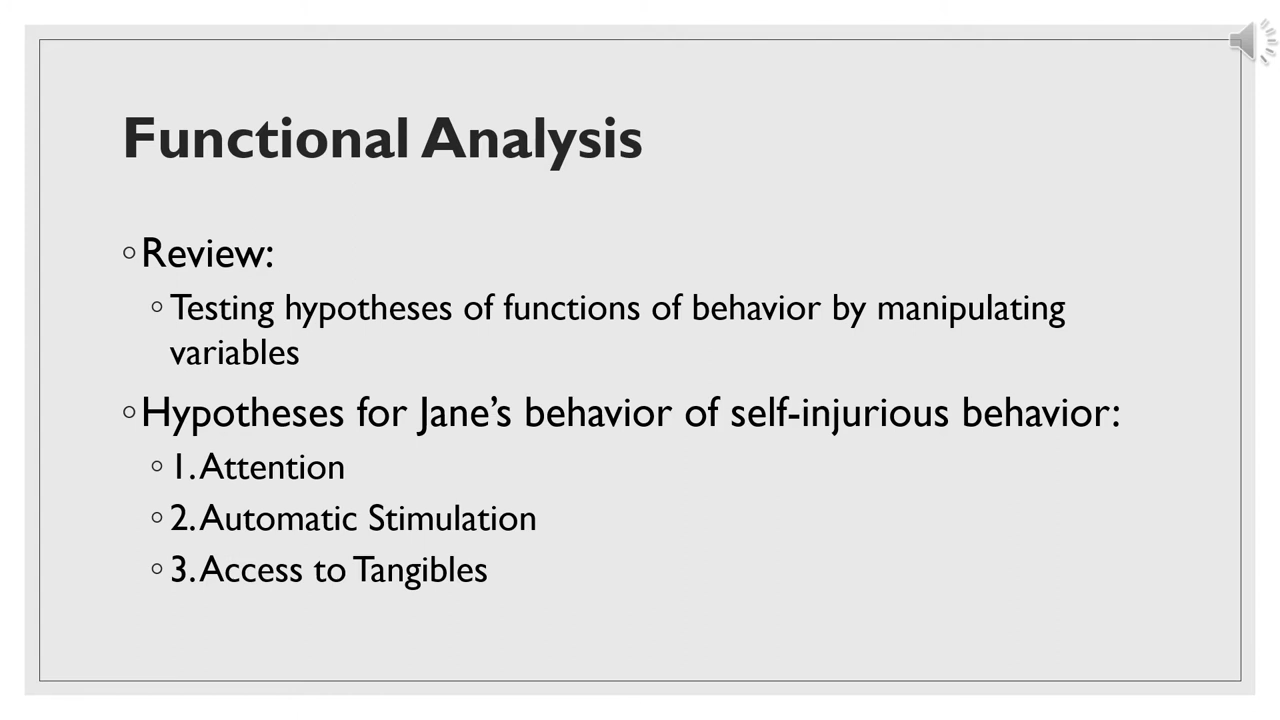 Functional Analysis
◦Review:
◦Testing hypotheses of functions of behavior by manipulating
variables
◦Hypotheses for Jane’s behavior of self-injurious behavior:
◦1. Attention
◦2. Automatic Stimulation
◦3. Access to Tangibles